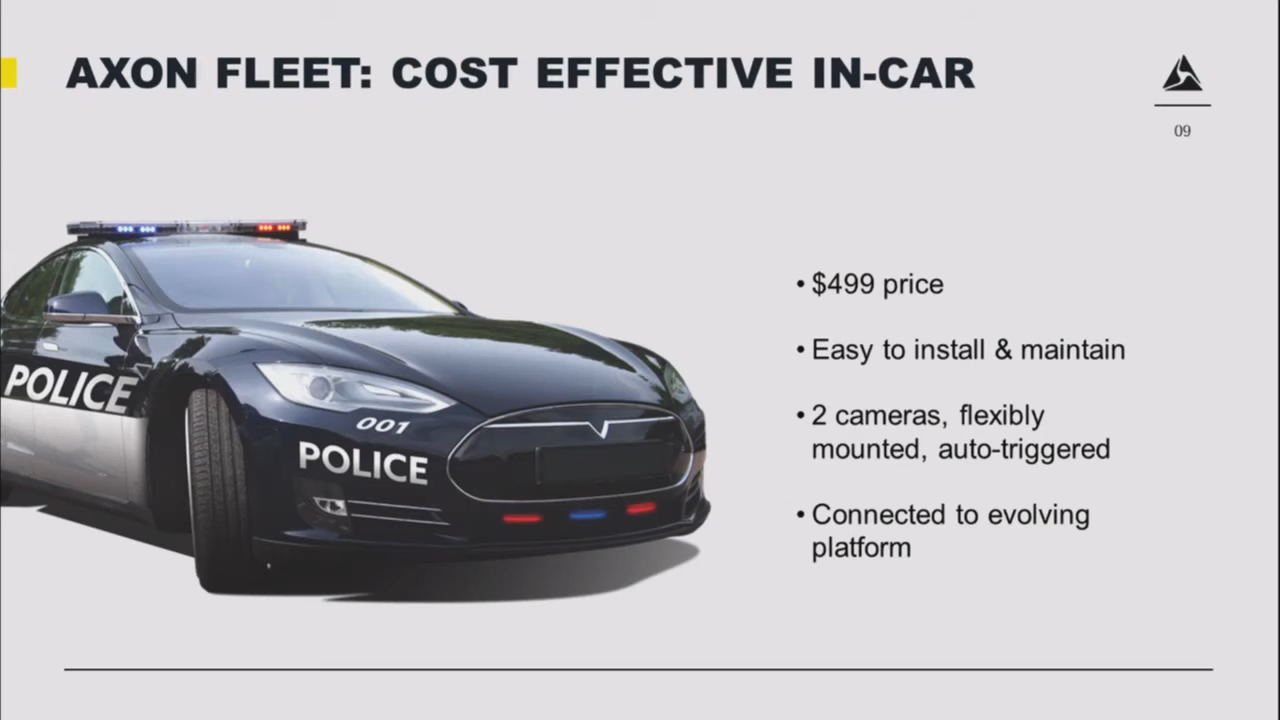 AXON FLEET: COST EFFECTIVE IN-CAR
09
POLICE
001
POLICE
• $499 price
• Easy to install & maintain
• 2 cameras, flexibly
mounted, auto-triggered
• Connected to evolving
platform